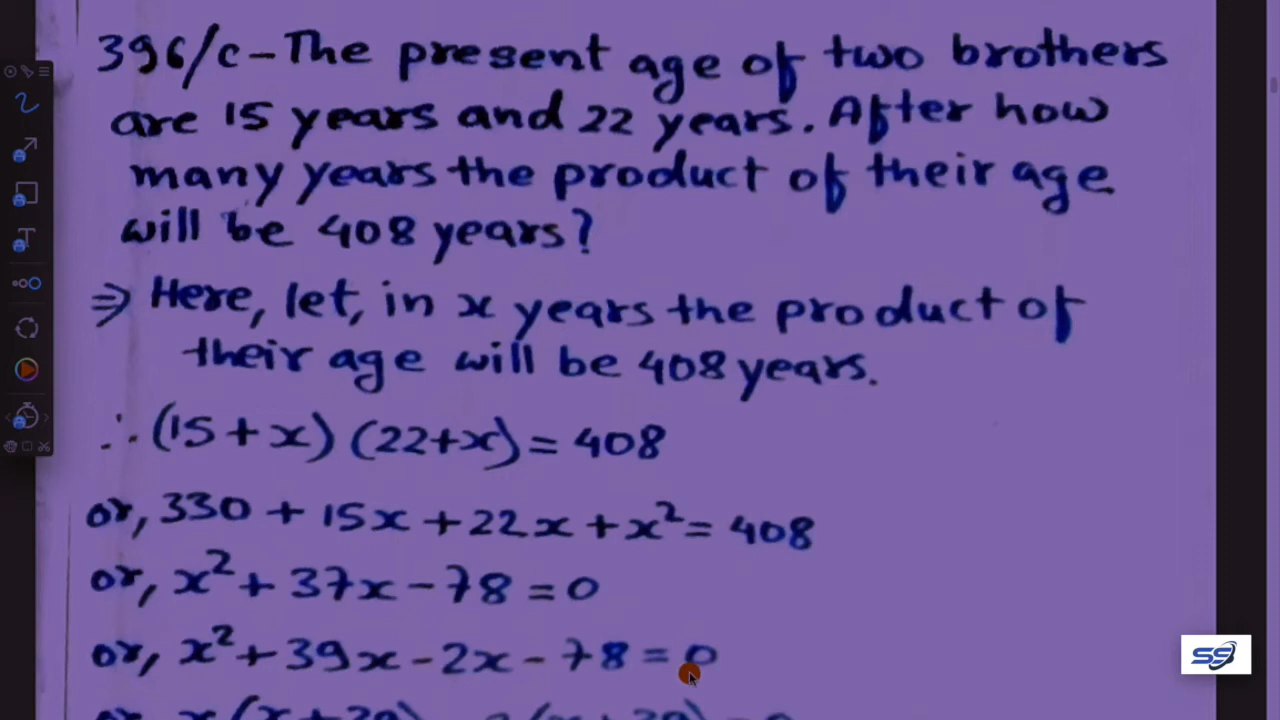 396/c-The present age of two brothers
are 15 years and 22 years. After how
many years the product of their age
will be 408 years?
⇒ Here, let, in x years the product of
their age will be 408 years.
∴ (15+x) (22+x) = 408
or, 330 + 15x + 22x + x² = 408
or, x² + 37x - 78 = 0
or, x² + 39x - 2x - 78 = 0
SS